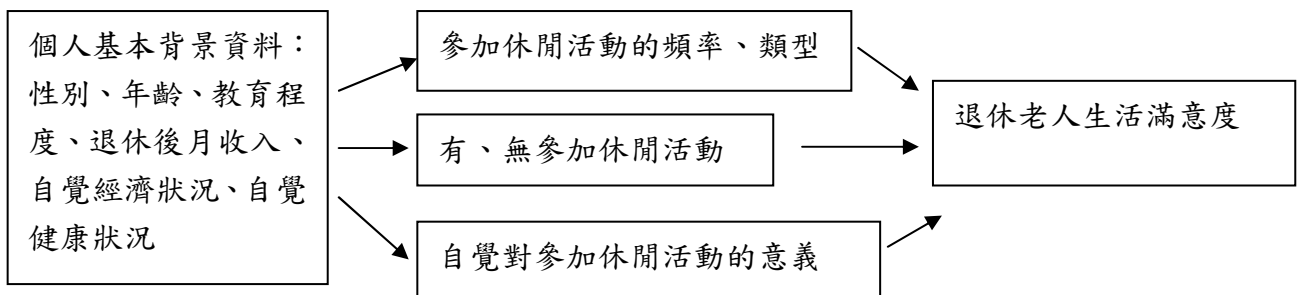 個人基本背景資料：
性別、年齡、教育程
度、退休後月收入、
自覺經濟狀況、自覺
健康狀況
參加休閒活動的頻率、類型
有、無參加休閒活動
自覺對參加休閒活動的意義
退休老人生活滿意度